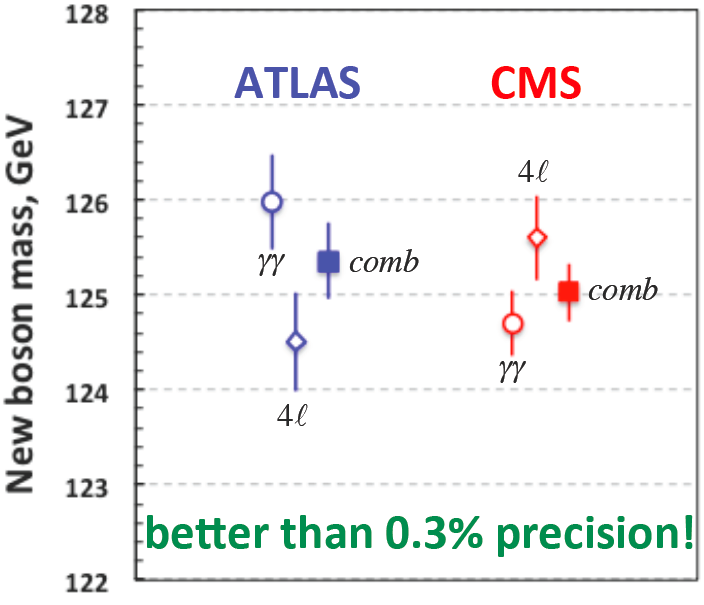 New boson mass, GeV
128
127
126
125
124
123
122
ATLAS
CMS
γγ
comb
4ℓ
4ℓ
comb
γγ
better than 0.3% precision!